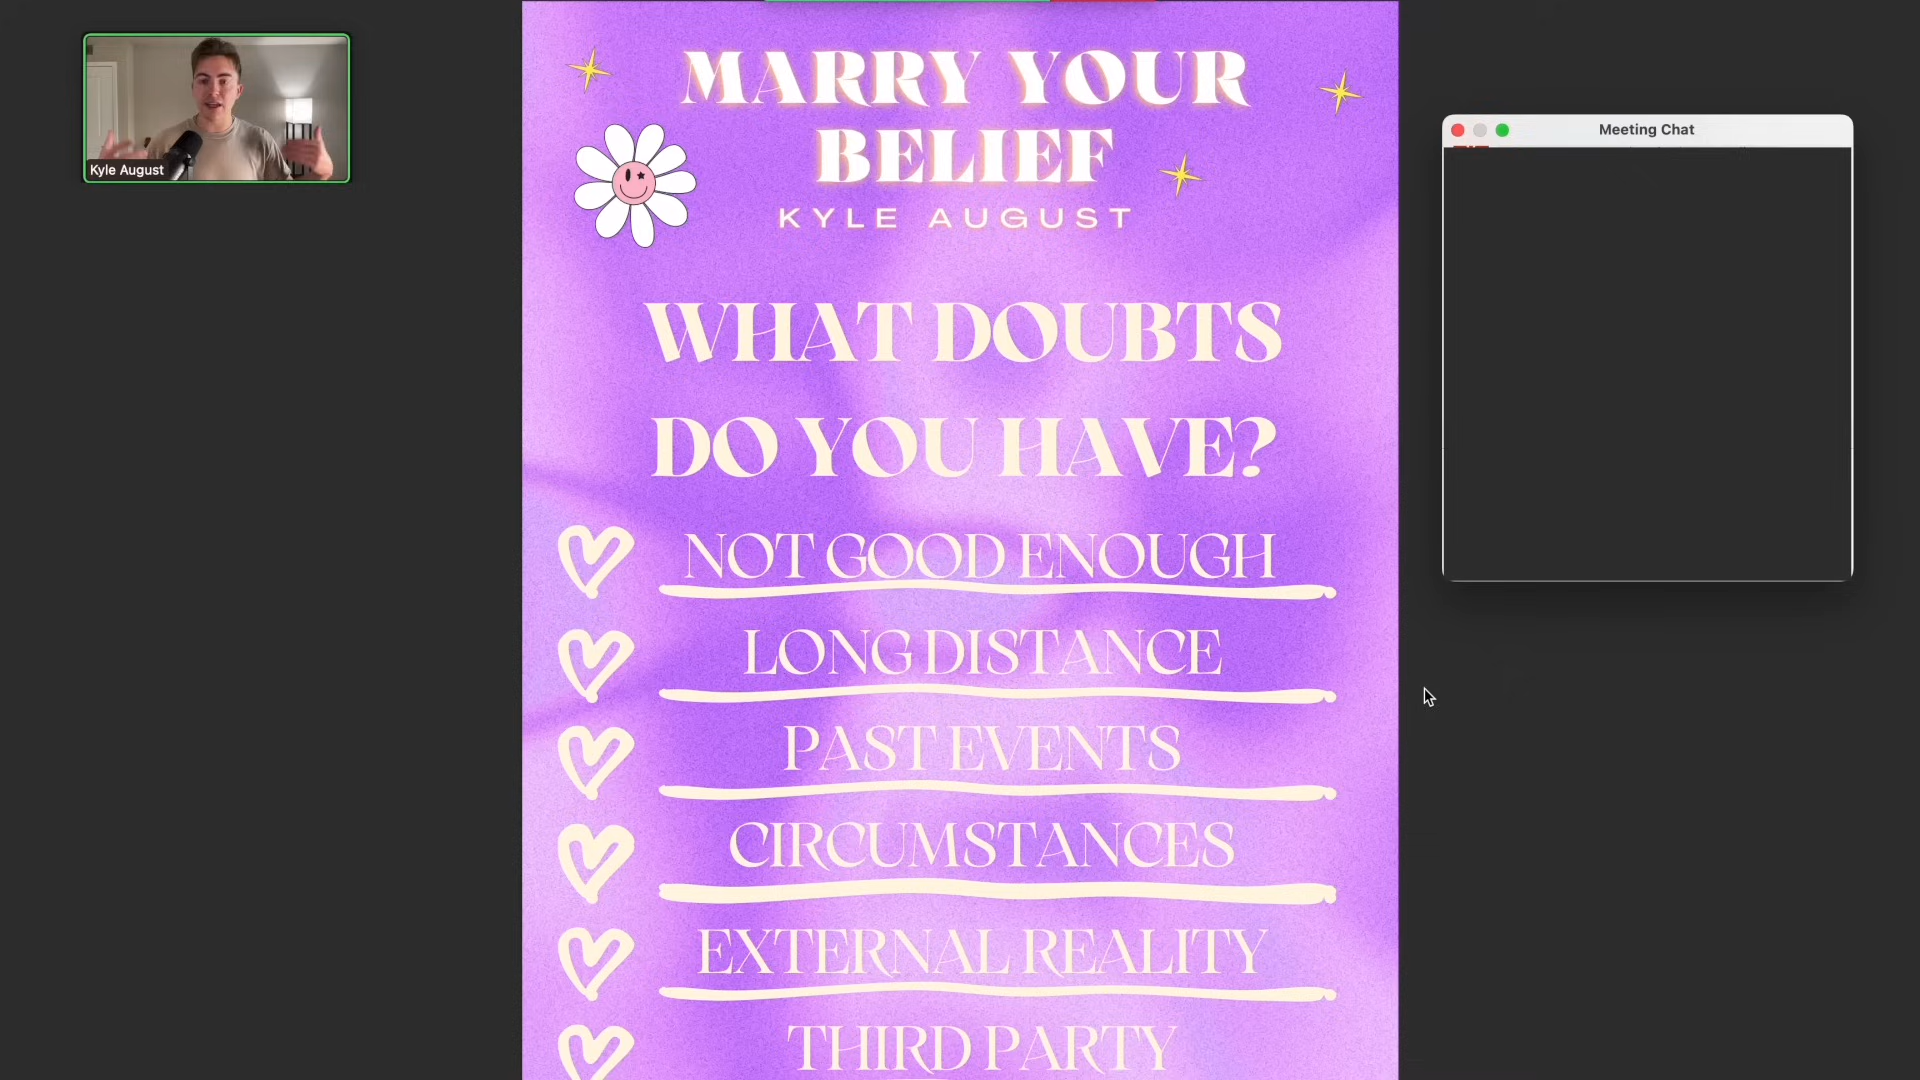 Kyle August
MARRY YOUR
BELIEF
KYLE AUGUST
WHAT DOUBTS
DO YOU HAVE?
NOT GOOD ENOUGH
LONG DISTANCE
PAST EVENTS
CIRCUMSTANCES
EXTERNAL REALITY
THIRD PARTY
Meeting Chat